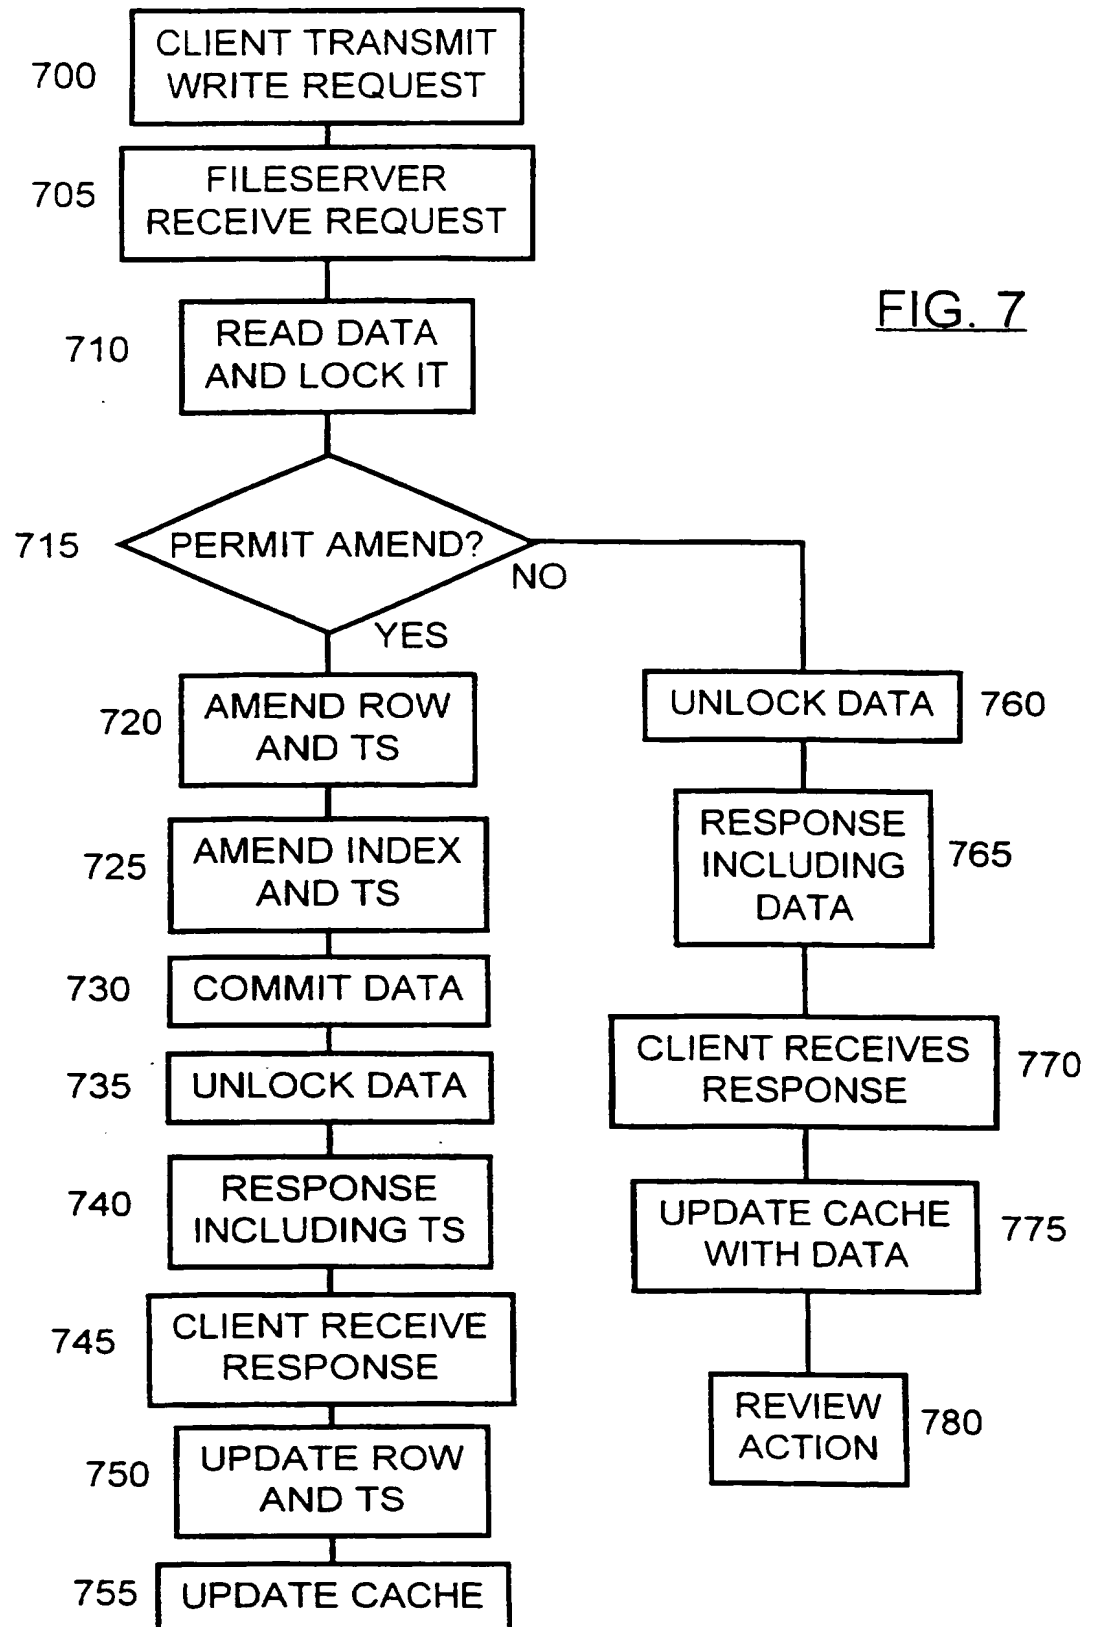 700
CLIENT TRANSMIT
WRITE REQUEST
705
FILESERVER
RECEIVE REQUEST
FIG. 7
710
READ DATA
AND LOCK IT
715
PERMIT AMEND?
NO
YES
720
AMEND ROW
AND TS
725
AMEND INDEX
AND TS
730
COMMIT DATA
735
UNLOCK DATA
740
RESPONSE
INCLUDING TS
745
CLIENT RECEIVE
RESPONSE
750
UPDATE ROW
AND TS
755
UPDATE CACHE
UNLOCK DATA
760
RESPONSE
INCLUDING
DATA
765
CLIENT RECEIVES
RESPONSE
770
UPDATE CACHE
WITH DATA
775
REVIEW
ACTION
780